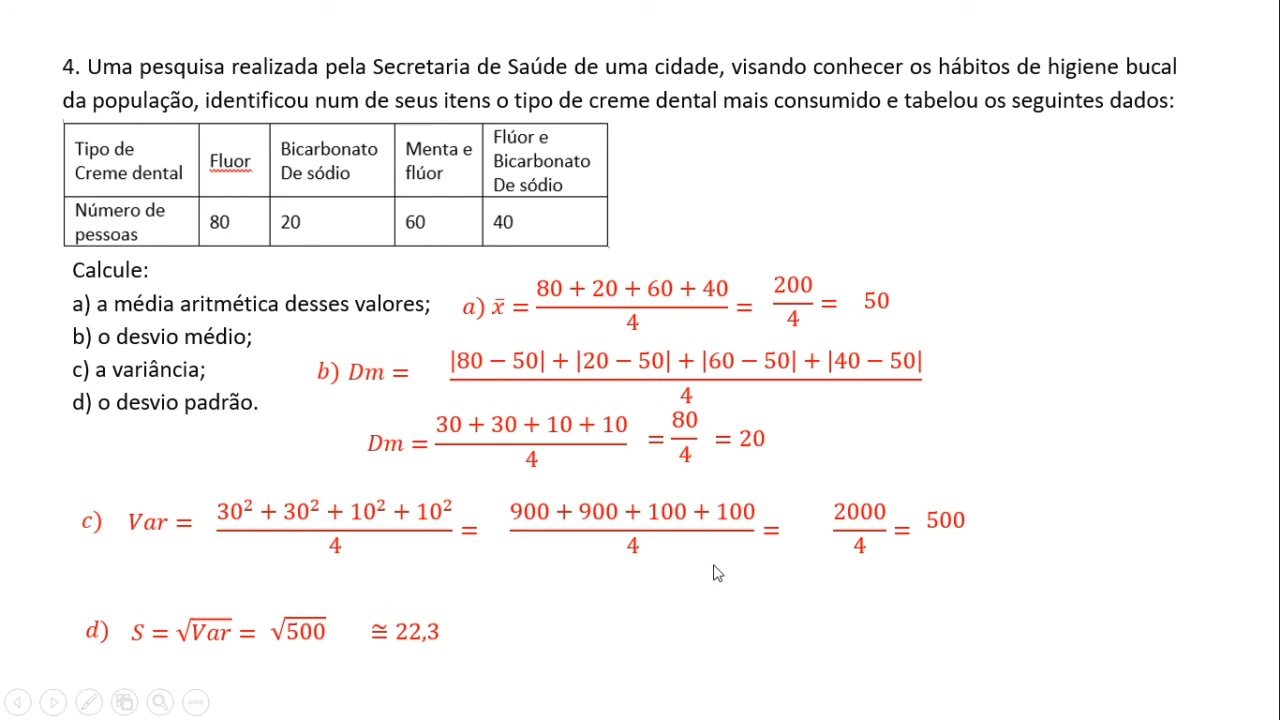 4. Uma pesquisa realizada pela Secretaria de Saúde de uma cidade, visando conhecer os hábitos de higiene bucal
da população, identificou num de seus itens o tipo de creme dental mais consumido e tabelou os seguintes dados:
Tipo de Creme dental | Fluor | Bicarbonato De sódio | Menta e flúor | Flúor e Bicarbonato De sódio
Número de pessoas | 80 | 20 | 60 | 40
Calcule:
a) a média aritmética desses valores;
b) o desvio médio;
c) a variância;
d) o desvio padrão.
a) x̄ = (80 + 20 + 60 + 40)/4 = 200/4 = 50
b) Dm = (|80 − 50| + |20 − 50| + |60 − 50| + |40 − 50|)/4
Dm = (30 + 30 + 10 + 10)/4 = 80/4 = 20
c) Var = (30² + 30² + 10² + 10²)/4 = (900 + 900 + 100 + 100)/4 = 2000/4 = 500
d) S = √Var = √500 ≅ 22,3